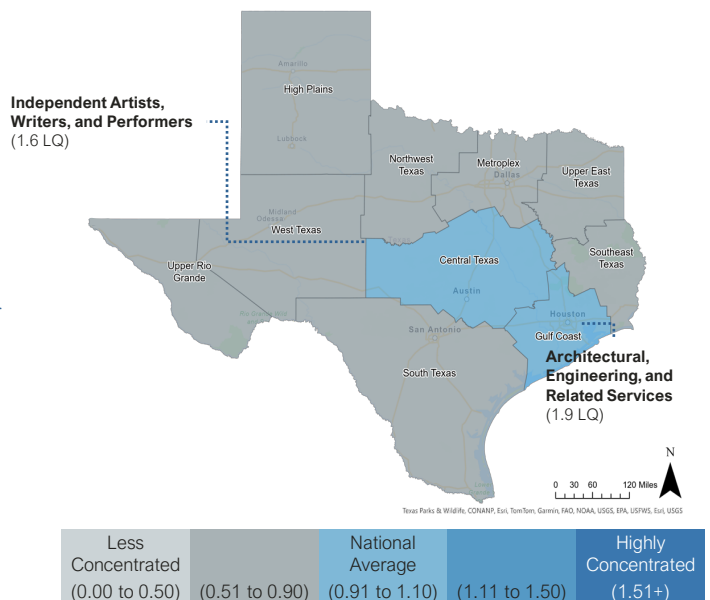 Amarillo
High Plains
Independent Artists,
Writers, and Performers
(1.6 LQ)
Lubbock
Northwest
Texas
Metroplex
Dallas
Upper East
Texas
Midland
Odessa
West Texas
Upper Rio
Grande
Central Texas
Southeast
Texas
Austin
Houston
Gulf Coast
San Antonio
South Texas
Architectural,
Engineering, and
Related Services
(1.9 LQ)
N
0 30 60 120 Miles
Texas Parks & Wildlife, CONANP, Esri, TomTom, Garmin, FAO, NOAA, USGS, EPA, USFWS, Esri, USGS
Less
Concentrated
(0.00 to 0.50)
(0.51 to 0.90)
National
Average
(0.91 to 1.10)
(1.11 to 1.50)
Highly
Concentrated
(1.51+)